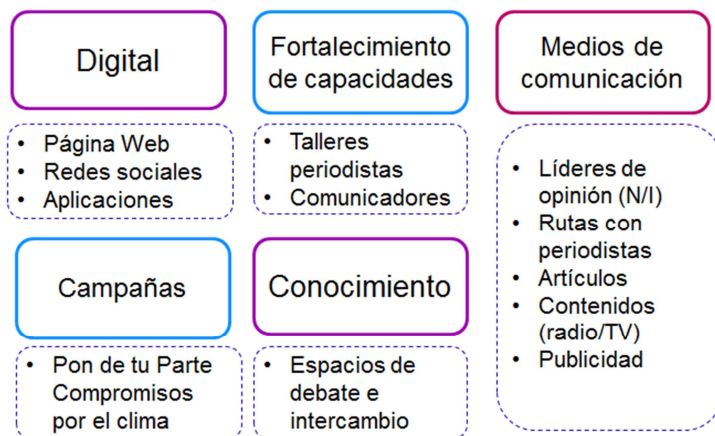 Digital
• Página Web
• Redes sociales
• Aplicaciones
Fortalecimiento
de capacidades
• Talleres
periodistas
• Comunicadores
Medios de
comunicación
• Líderes de
opinión (N/I)
• Rutas con
periodistas
• Artículos
• Contenidos
(radio/TV)
• Publicidad
Campañas
• Pon de tu Parte
Compromisos
por el clima
Conocimiento
• Espacios de
debate e
intercambio